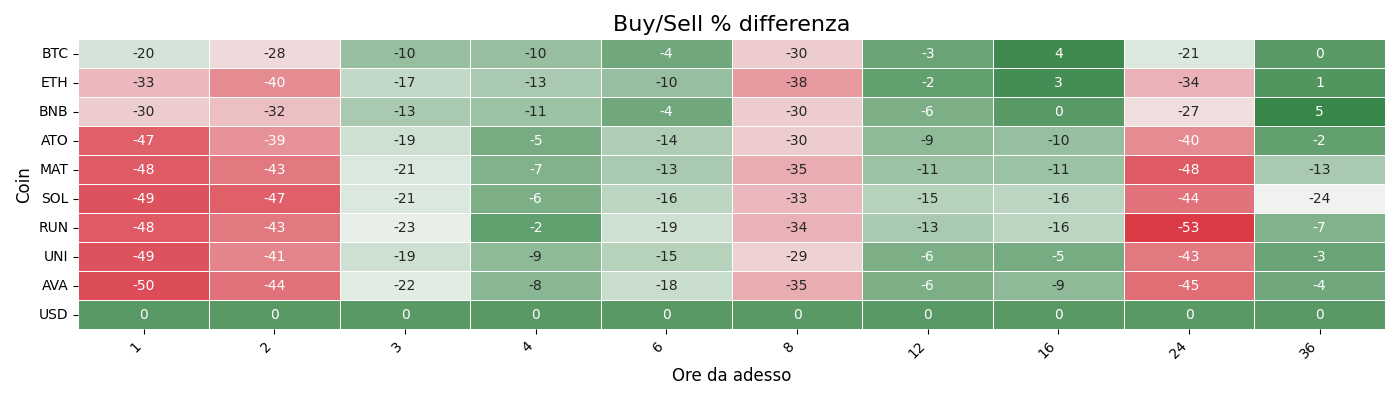 Buy/Sell % differenza
Coin
BTC -20 -28 -10 -10 -4 -30 -3 4 -21 0
ETH -33 -40 -17 -13 -10 -38 -2 3 -34 1
BNB -30 -32 -13 -11 -4 -30 -6 0 -27 5
ATO -47 -39 -19 -5 -14 -30 -9 -10 -40 -2
MAT -48 -43 -21 -7 -13 -35 -11 -11 -48 -13
SOL -49 -47 -21 -6 -16 -33 -15 -16 -44 -24
RUN -48 -43 -23 -2 -19 -34 -13 -16 -53 -7
UNI -49 -41 -19 -9 -15 -29 -6 -5 -43 -3
AVA -50 -44 -22 -8 -18 -35 -6 -9 -45 -4
USD 0 0 0 0 0 0 0 0 0 0
1 2 3 4 6 8 12 16 24 36
Ore da adesso